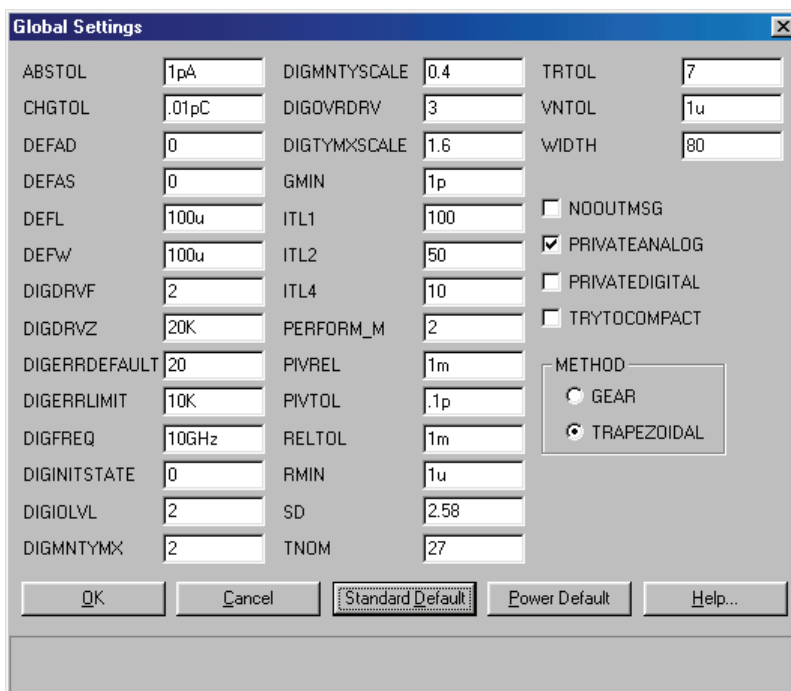 Global Settings
ABSTOL 1pA DIGMNTYSCALE 0.4 TRTOL 7
CHGTOL .01pC DIGOVRDRV 3 VNTOL 1u
DEFAD 0 DIGTYMXSCALE 1.6 WIDTH 80
DEFAS 0 GMIN 1p
DEFL 100u ITL1 100 NOOUTMSG
DEFW 100u ITL2 50 PRIVATEANALOG
DIGDRVF 2 ITL4 10 PRIVATEDIGITAL
DIGDRVZ 20K PERFORM_M 2 TRYTOCOMPACT
DIGERRDEFAULT 20 PIVREL 1m METHOD
DIGERRLIMIT 10K PIVTOL .1p GEAR
DIGFREQ 10GHz RELTOL 1m TRAPEZOIDAL
DIGINITSTATE 0 RMIN 1u
DIGIOLVL 2 SD 2.58
DIGMNTYMX 2 TNOM 27
OK Cancel Standard Default Power Default Help...